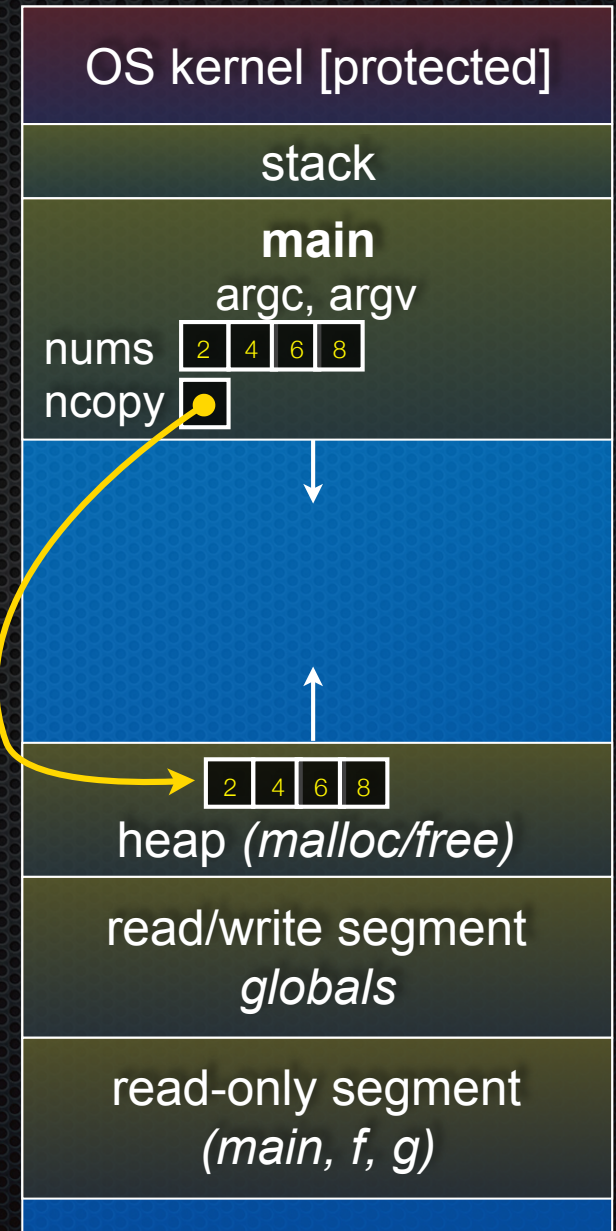 OS kernel [protected]
stack
main
argc, argv
nums 2 4 6 8
ncopy
2 4 6 8
heap (malloc/free)
read/write segment
globals
read-only segment
(main, f, g)